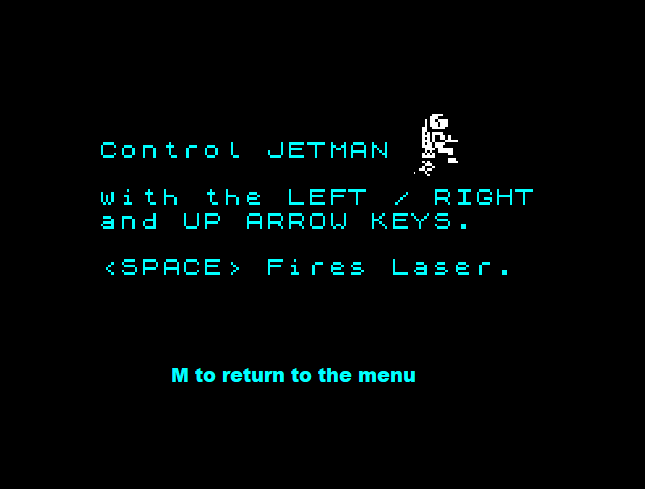 Control JETMAN
with the LEFT / RIGHT
and UP ARROW KEYS.
<SPACE> Fires Laser.
M to return to the menu